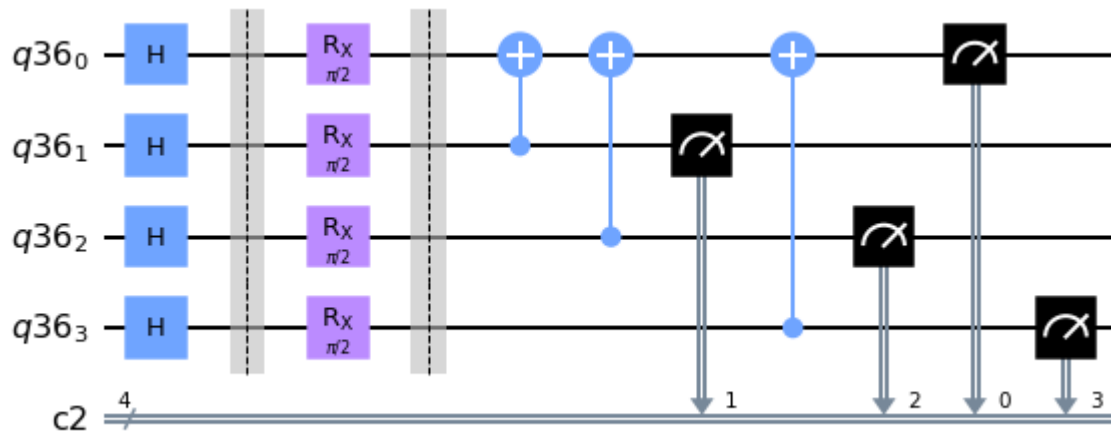 q36₀ H Rₓ π/2
q36₁ H Rₓ π/2
q36₂ H Rₓ π/2
q36₃ H Rₓ π/2
c2 4 1 2 0 3